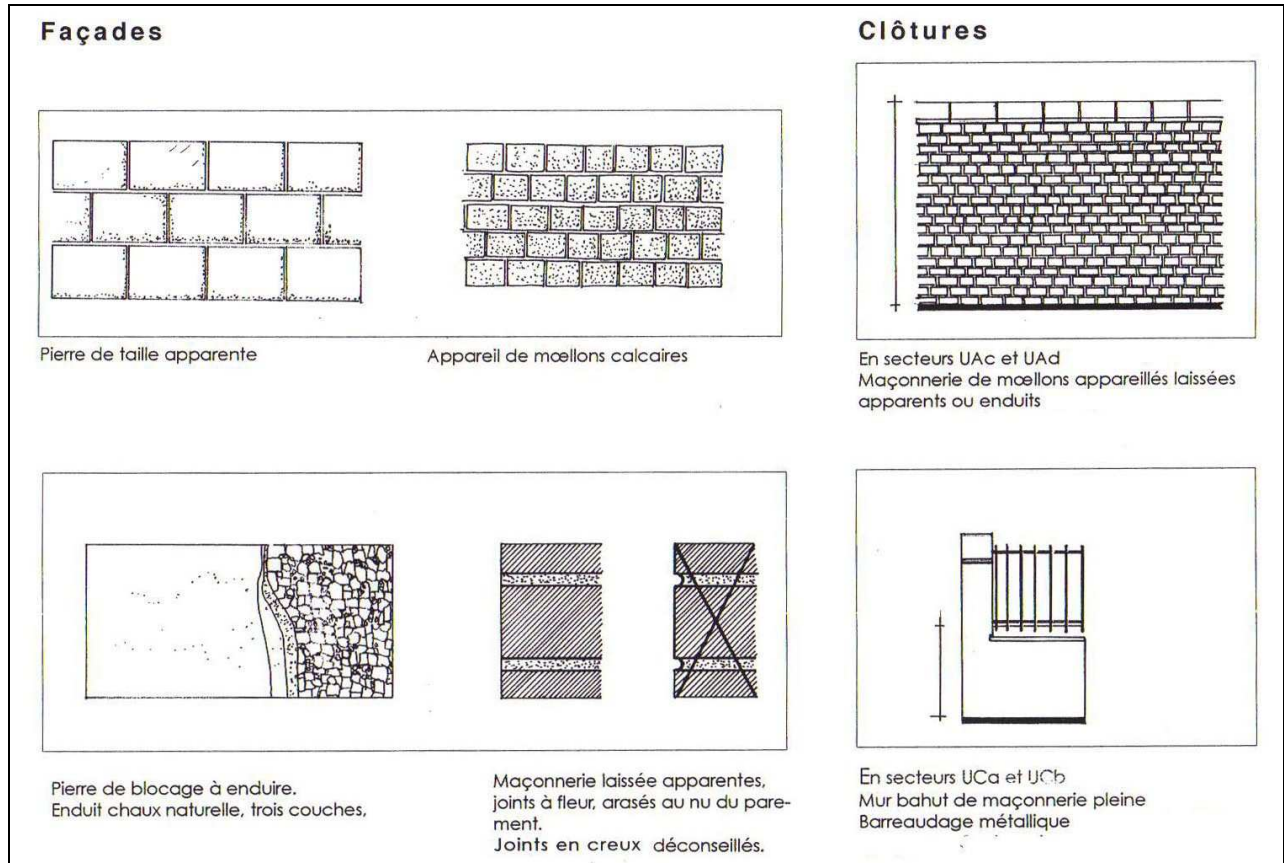 Façades
Pierre de taille apparente
Appareil de mœllons calcaires
Pierre de blocage à enduire.
Enduit chaux naturelle, trois couches,
Maçonnerie laissée apparentes,
joints à fleur, arasés au nu du pare-
ment.
Joints en creux déconseillés.
Clôtures
En secteurs UAc et UAd
Maçonnerie de mœllons appareillés laissées
apparents ou enduits
En secteurs UCa et UCb
Mur bahut de maçonnerie pleine
Barreaudage métallique